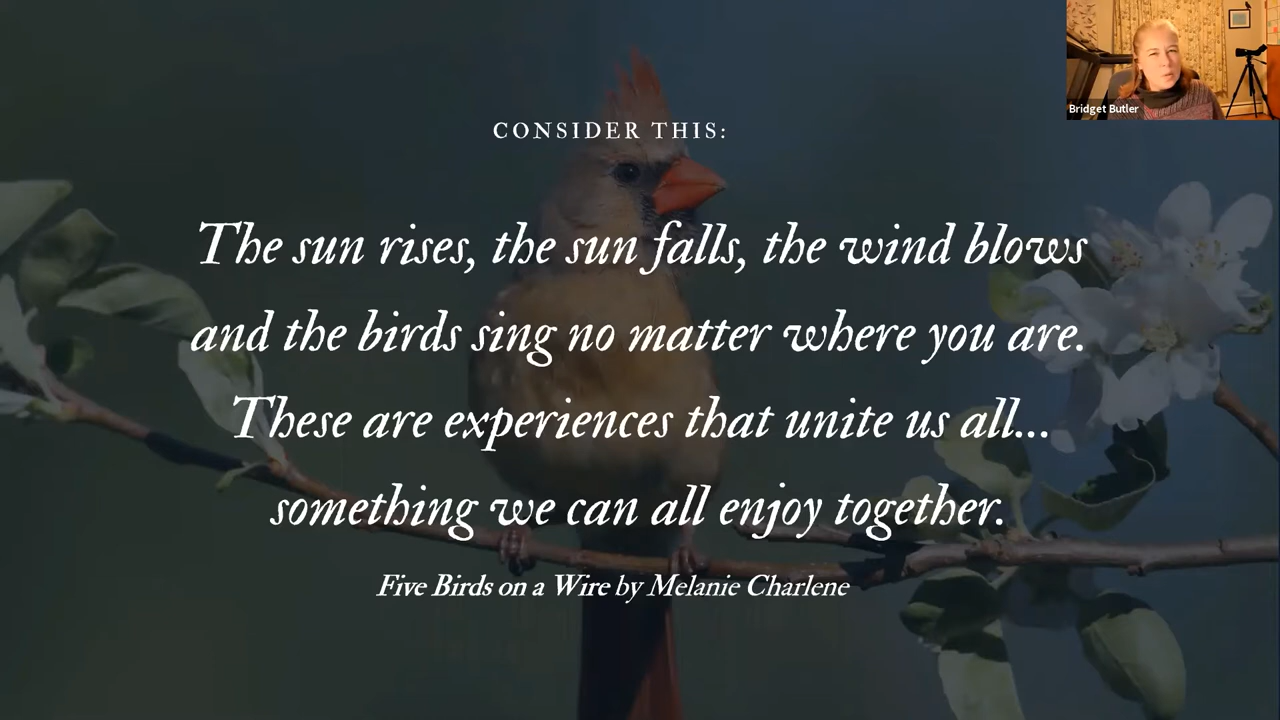 Bridget Butler
CONSIDER THIS:
The sun rises, the sun falls, the wind blows
and the birds sing no matter where you are.
These are experiences that unite us all...
something we can all enjoy together.
Five Birds on a Wire by Melanie Charlene